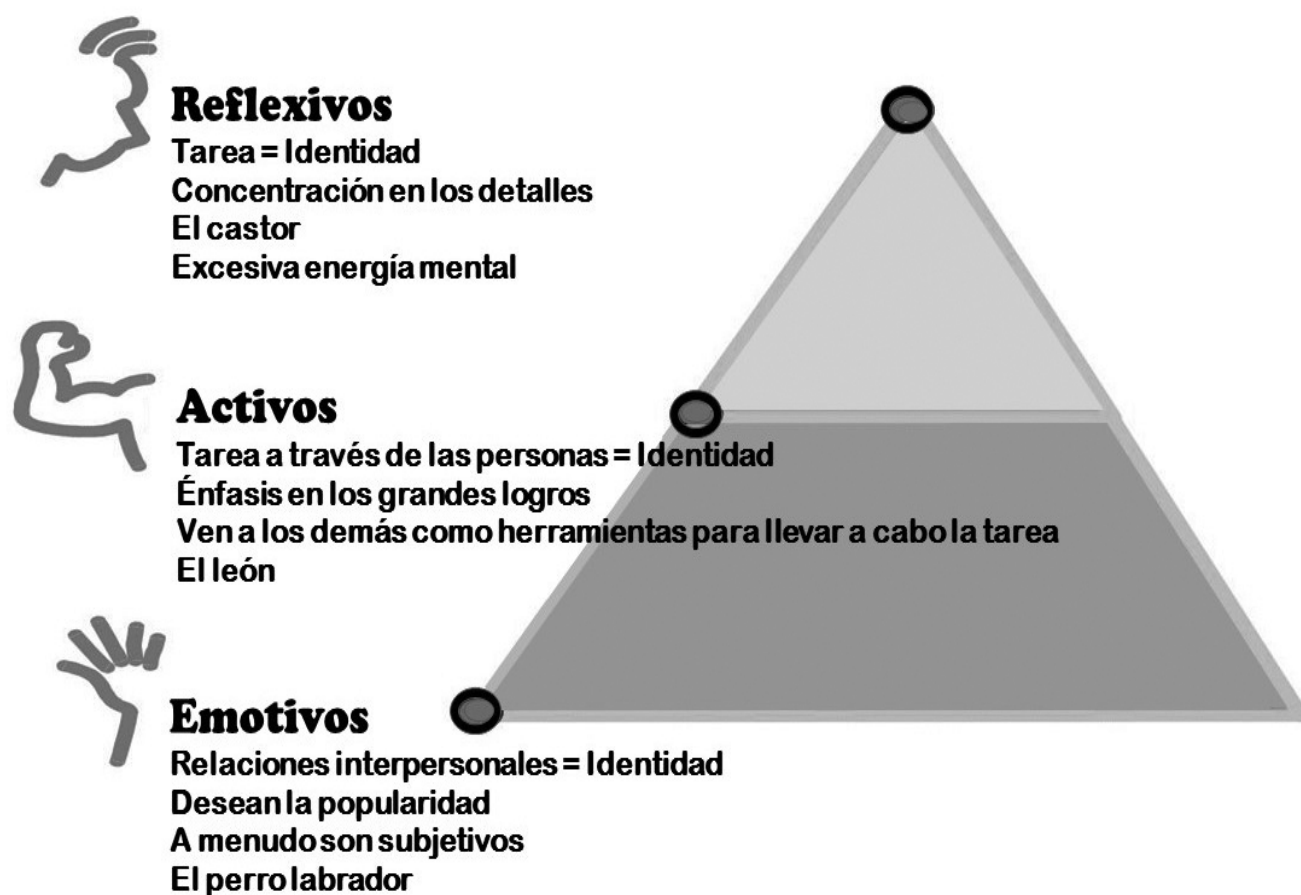 Reflexivos
Tarea = Identidad
Concentración en los detalles
El castor
Excesiva energía mental
Activos
Tarea a través de las personas = Identidad
Énfasis en los grandes logros
Ven a los demás como herramientas para llevar a cabo la tarea
El león
Emotivos
Relaciones interpersonales = Identidad
Desean la popularidad
A menudo son subjetivos
El perro labrador